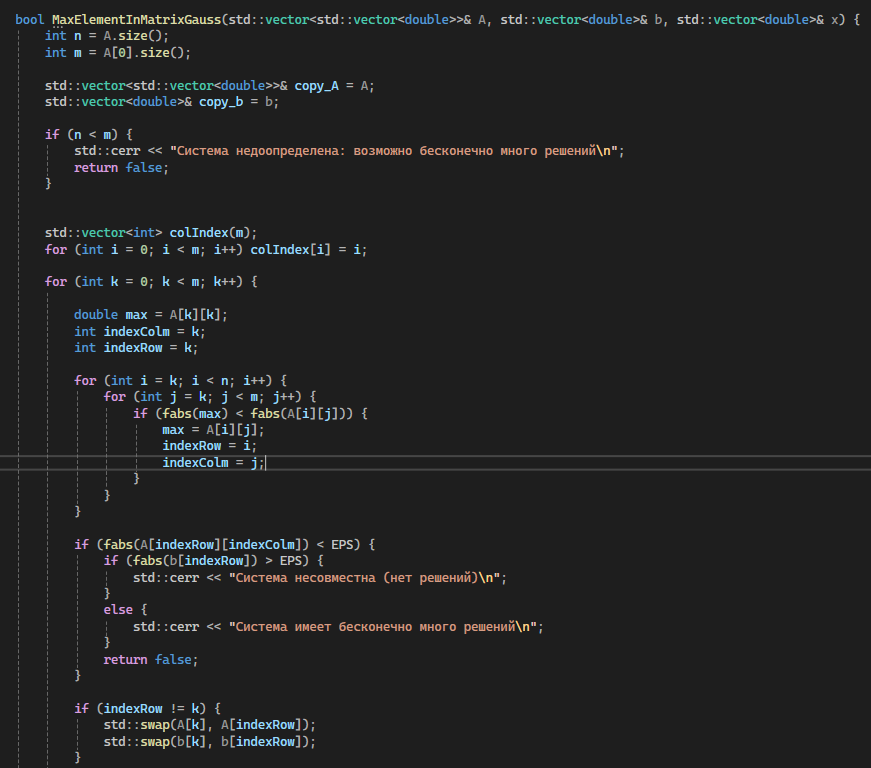 bool MaxElementInMatrixGauss(std::vector<std::vector<double>>& A, std::vector<double>& b, std::vector<double>& x) {
int n = A.size();
int m = A[0].size();
std::vector<std::vector<double>>& copy_A = A;
std::vector<double>& copy_b = b;
if (n < m) {
std::cerr << "Система недоопределена: возможно бесконечно много решений\n";
return false;
}
std::vector<int> colIndex(m);
for (int i = 0; i < m; i++) colIndex[i] = i;
for (int k = 0; k < m; k++) {
double max = A[k][k];
int indexColm = k;
int indexRow = k;
for (int i = k; i < n; i++) {
for (int j = k; j < m; j++) {
if (fabs(max) < fabs(A[i][j])) {
max = A[i][j];
indexRow = i;
indexColm = j;
}
}
}
if (fabs(A[indexRow][indexColm]) < EPS) {
if (fabs(b[indexRow]) > EPS) {
std::cerr << "Система несовместна (нет решений)\n";
}
else {
std::cerr << "Система имеет бесконечно много решений\n";
}
return false;
}
if (indexRow != k) {
std::swap(A[k], A[indexRow]);
std::swap(b[k], b[indexRow]);
}